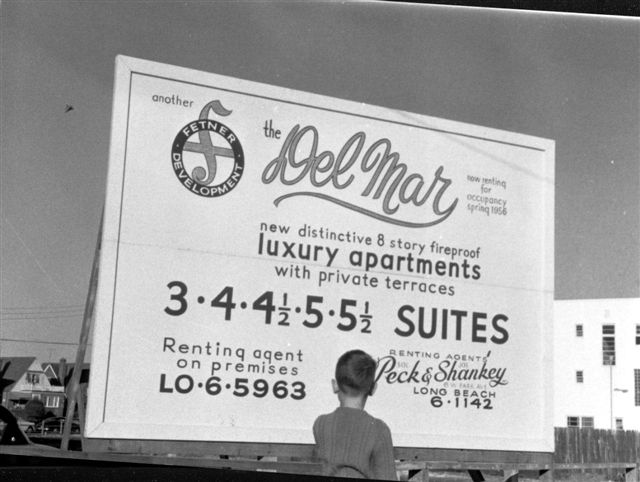 another
FETNER
DEVELOPMENT
the
Del Mar
now renting
for
occupancy
spring 1956
new distinctive 8 story fireproof
luxury apartments
with private terraces
3·4·4½·5·5½ SUITES
Renting agent
on premises
LO·6·5963
RENTING AGENTS
Peck & Shankey
LONG BEACH
6·1142